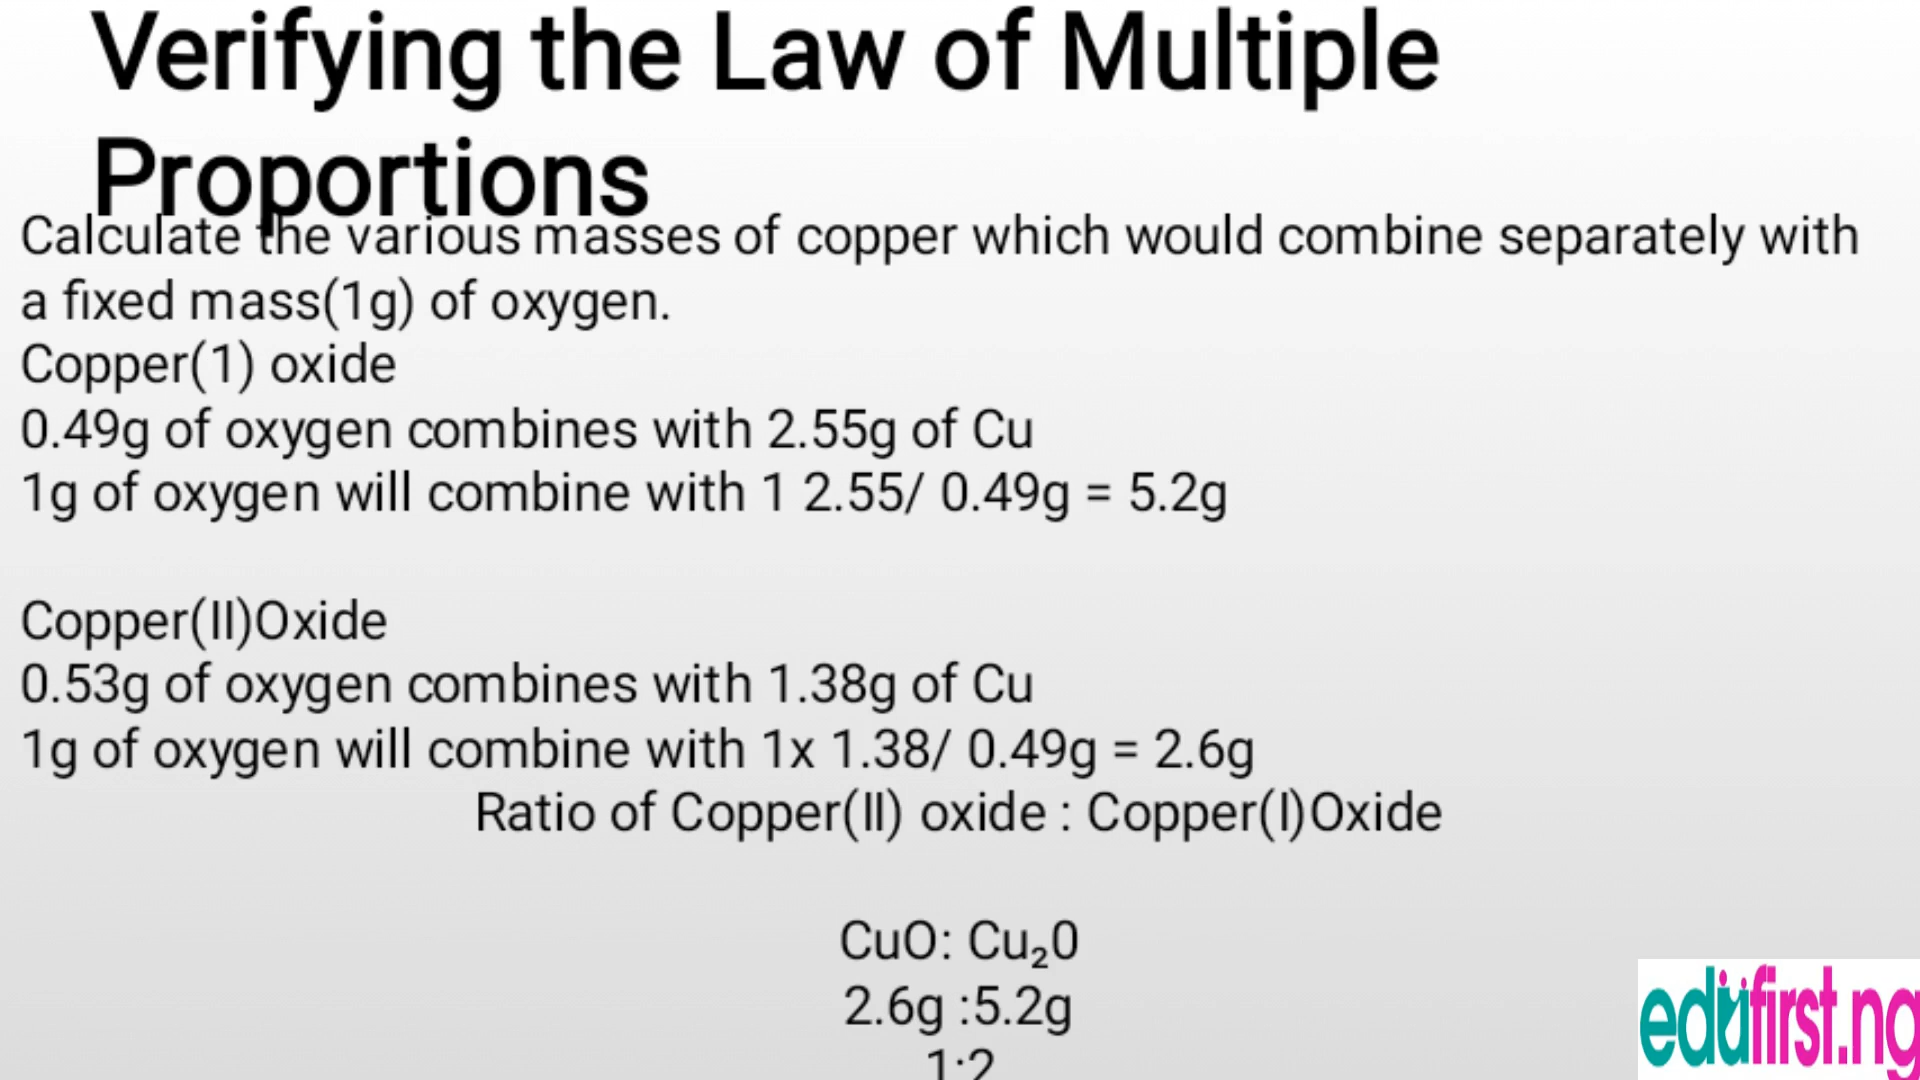 Verifying the Law of Multiple
Proportions
Calculate the various masses of copper which would combine separately with
a fixed mass(1g) of oxygen.
Copper(1) oxide
0.49g of oxygen combines with 2.55g of Cu
1g of oxygen will combine with 1 2.55/ 0.49g = 5.2g
Copper(II)Oxide
0.53g of oxygen combines with 1.38g of Cu
1g of oxygen will combine with 1x 1.38/ 0.49g = 2.6g
Ratio of Copper(II) oxide : Copper(I)Oxide
CuO: Cu₂0
2.6g :5.2g
1:2
edufirst.ng